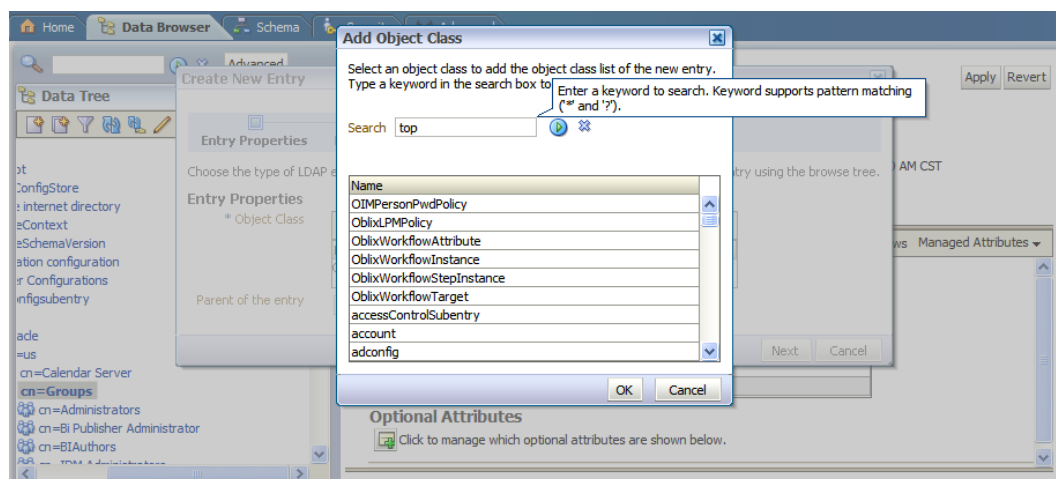 Home
Data Browser
Schema
Add Object Class
Select an object class to add the object class list of the new entry.
Type a keyword in the search box to
Enter a keyword to search. Keyword supports pattern matching
('*' and '?').
Search top
Name
OIMPersonPwdPolicy
OblixLPMPolicy
OblixWorkflowAttribute
OblixWorkflowInstance
OblixWorkflowStepInstance
OblixWorkflowTarget
accessControlSubentry
account
adconfig
OK Cancel
Advanced
Create New Entry
Entry Properties
Choose the type of LDAP
try using the browse tree.
Entry Properties
* Object Class
Parent of the entry
Next Cancel
Apply Revert
AM CST
Managed Attributes
Data Tree
ConfigStore
internet directory
eContext
eSchemaVersion
ation configuration
r Configurations
nfigsubentry
acle
=us
cn=Calendar Server
cn=Groups
cn=Administrators
cn=Bi Publisher Administrator
cn=BIAuthors
Optional Attributes
Click to manage which optional attributes are shown below.